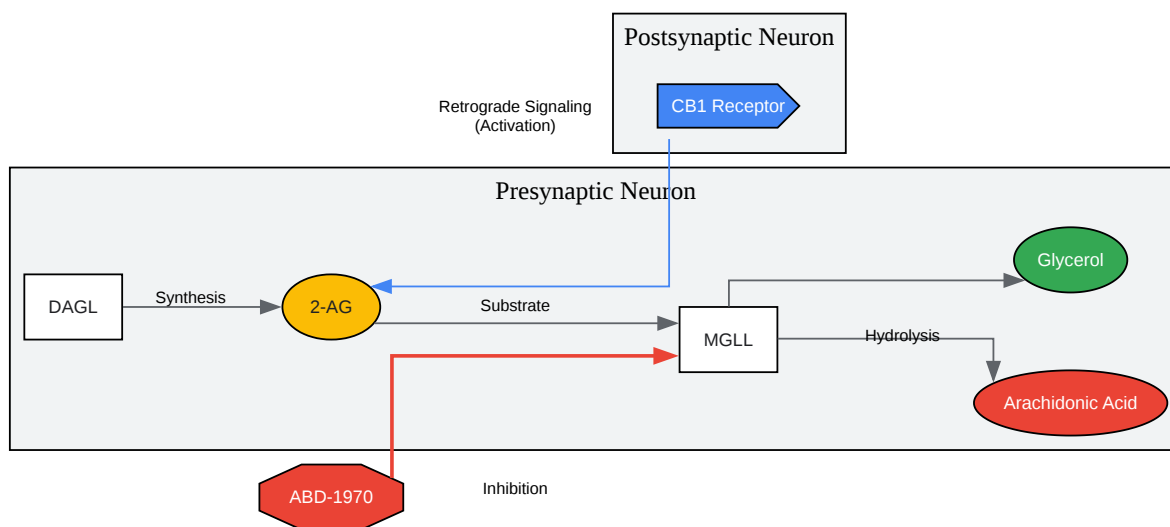 Postsynaptic Neuron
CB1 Receptor
Retrograde Signaling
(Activation)
Presynaptic Neuron
Glycerol
DAGL
Synthesis
2-AG
Substrate
MGLL
Hydrolysis
Arachidonic Acid
ABD-1970
Inhibition